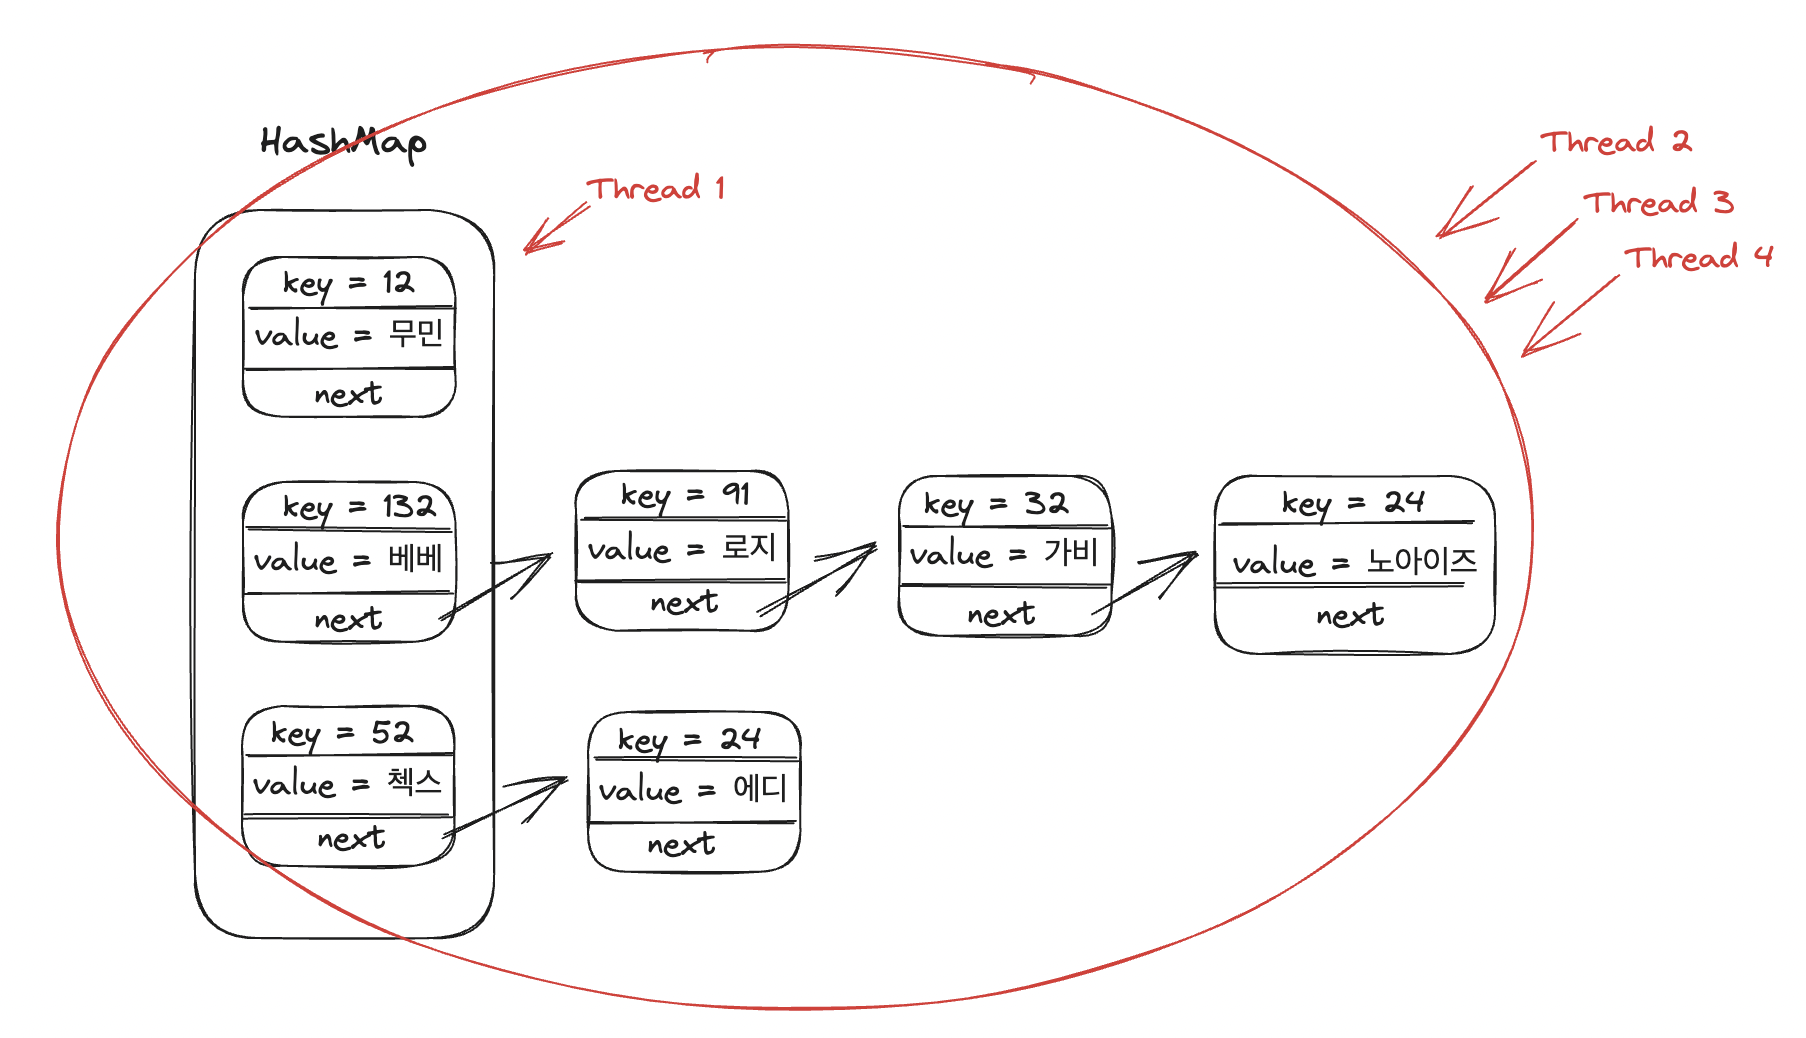 HashMap
Thread 1
Thread 2
Thread 3
Thread 4
key = 12
value = 무민
next
key = 132
value = 베베
next
key = 91
value = 로지
next
key = 32
value = 가비
next
key = 24
value = 노아이즈
next
key = 52
value = 첵스
next
key = 24
value = 에디
next